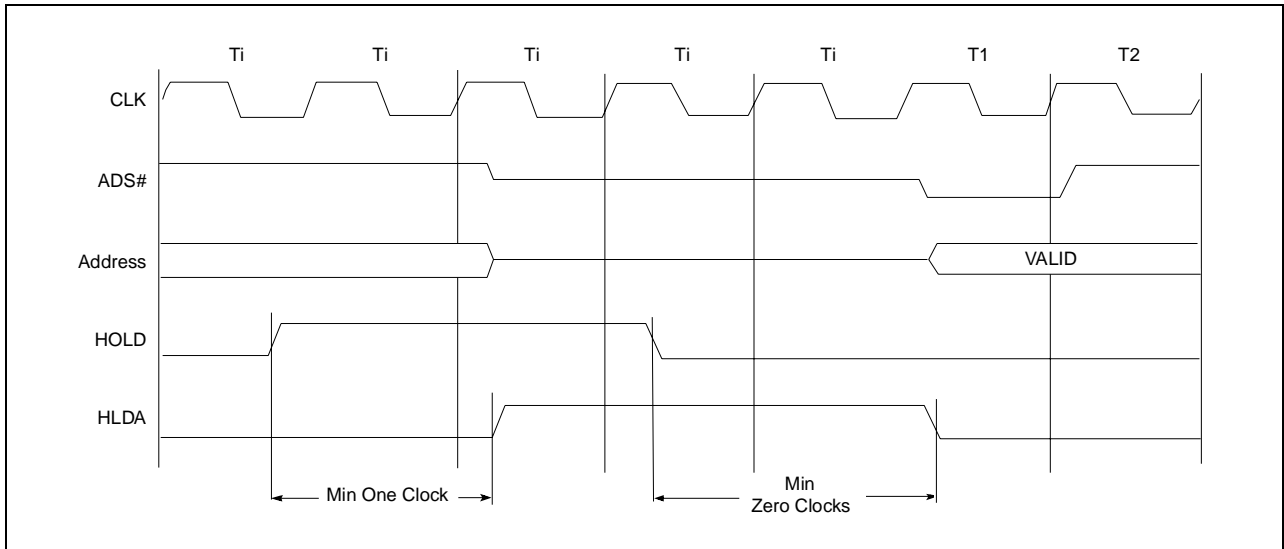 Ti Ti Ti Ti Ti T1 T2
CLK
ADS#
Address VALID
HOLD
HLDA
Min One Clock
Min
Zero Clocks